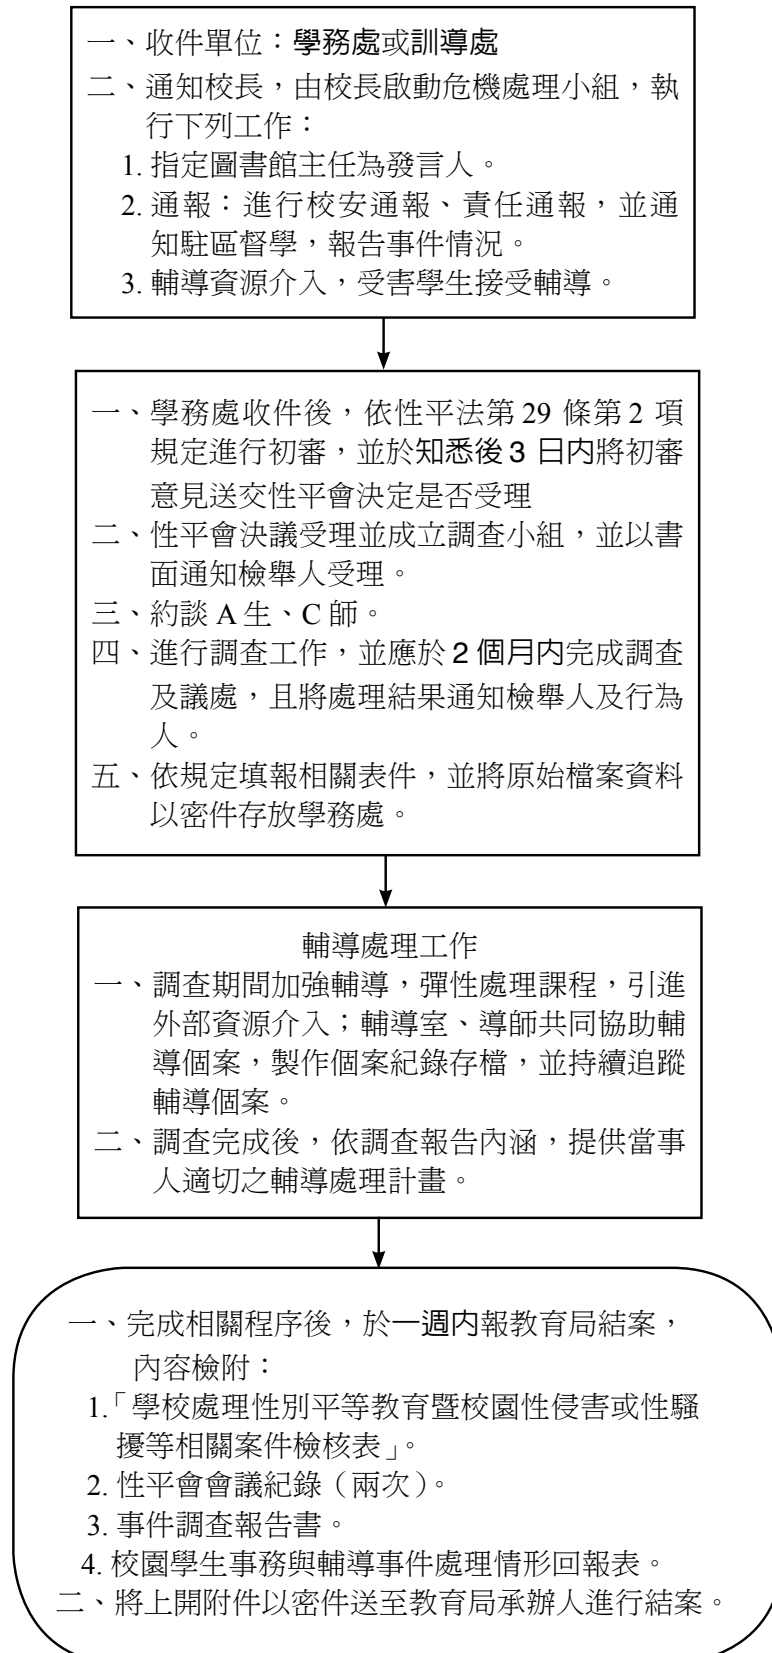 一、收件單位：學務處或訓導處
二、通知校長，由校長啟動危機處理小組，執
行下列工作：
1. 指定圖書館主任為發言人。
2. 通報：進行校安通報、責任通報，並通
知駐區督學，報告事件情況。
3. 輔導資源介入，受害學生接受輔導。
一、學務處收件後，依性平法第 29 條第 2 項
規定進行初審，並於知悉後 3 日內將初審
意見送交性平會決定是否受理
二、性平會決議受理並成立調查小組，並以書
面通知檢舉人受理。
三、約談 A 生、C 師。
四、進行調查工作，並應於 2 個月內完成調查
及議處，且將處理結果通知檢舉人及行為
人。
五、依規定填報相關表件，並將原始檔案資料
以密件存放學務處。
輔導處理工作
一、調查期間加強輔導，彈性處理課程，引進
外部資源介入；輔導室、導師共同協助輔
導個案，製作個案紀錄存檔，並持續追蹤
輔導個案。
二、調查完成後，依調查報告內涵，提供當事
人適切之輔導處理計畫。
一、完成相關程序後，於一週內報教育局結案，
內容檢附：
1.「學校處理性別平等教育暨校園性侵害或性騷
擾等相關案件檢核表」。
2. 性平會會議紀錄（兩次）。
3. 事件調查報告書。
4. 校園學生事務與輔導事件處理情形回報表。
二、將上開附件以密件送至教育局承辦人進行結案。